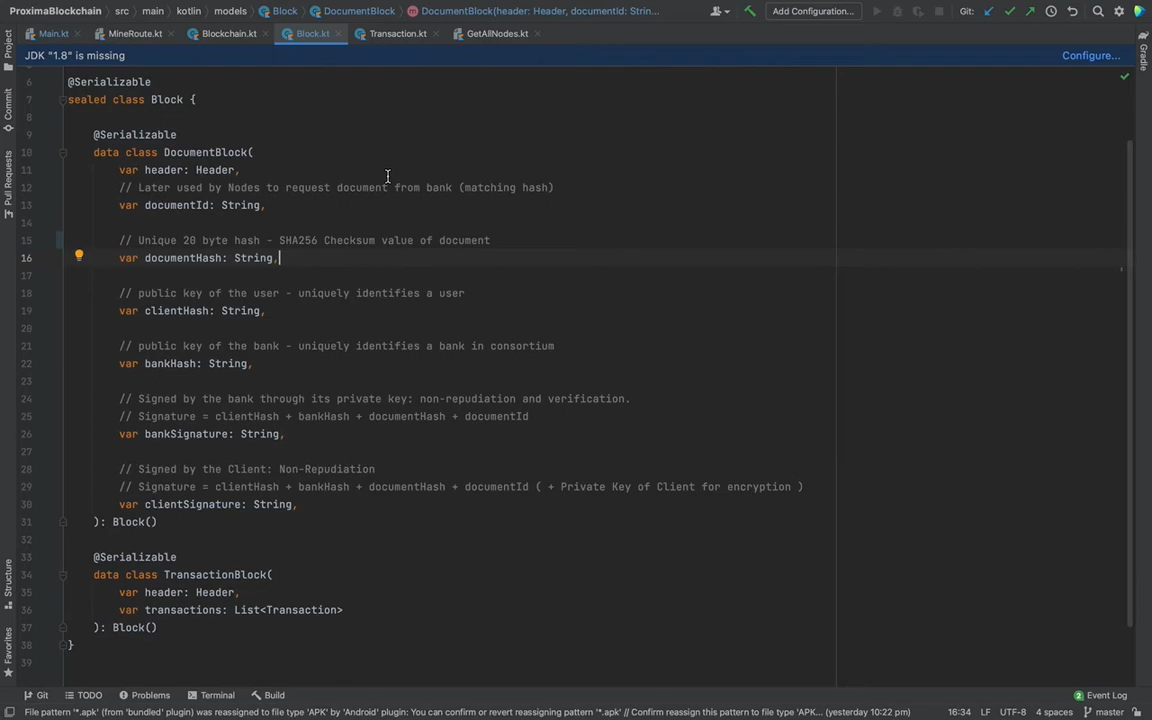 ProximaBlockchain › src › main › kotlin › models › Block › DocumentBlock › DocumentBlock(header: Header, documentId: Strin... Add Configuration... Git:
Main.kt MineRoute.kt Blockchain.kt Block.kt Transaction.kt GetAllNodes.kt
JDK "1.8" is missing Configure...
Project
Commit
Pull Requests
Structure
Favorites
Gradle
6 @Serializable
7 sealed class Block {
8
9 @Serializable
10 data class DocumentBlock(
11 var header: Header,
12 // Later used by Nodes to request document from bank (matching hash)
13 var documentId: String,
14
15 // Unique 20 byte hash - SHA256 Checksum value of document
16 var documentHash: String,
17
18 // public key of the user - uniquely identifies a user
19 var clientHash: String,
20
21 // public key of the bank - uniquely identifies a bank in consortium
22 var bankHash: String,
23
24 // Signed by the bank through its private key: non-repudiation and verification.
25 // Signature = clientHash + bankHash + documentHash + documentId
26 var bankSignature: String,
27
28 // Signed by the Client: Non-Repudiation
29 // Signature = clientHash + bankHash + documentHash + documentId ( + Private Key of Client for encryption )
30 var clientSignature: String,
31 ): Block()
32
33 @Serializable
34 data class TransactionBlock(
35 var header: Header,
36 var transactions: List<Transaction>
37 ): Block()
38 }
39
Git TODO Problems Terminal Build 2 Event Log
File pattern '*.apk' (from 'bundled' plugin) was reassigned to file type 'APK' by 'Android' plugin: You can confirm or revert reassigning pattern '*.apk' // Confirm reassign this pattern to file type 'APK... (yesterday 10:22 pm) 16:34 LF UTF-8 4 spaces master